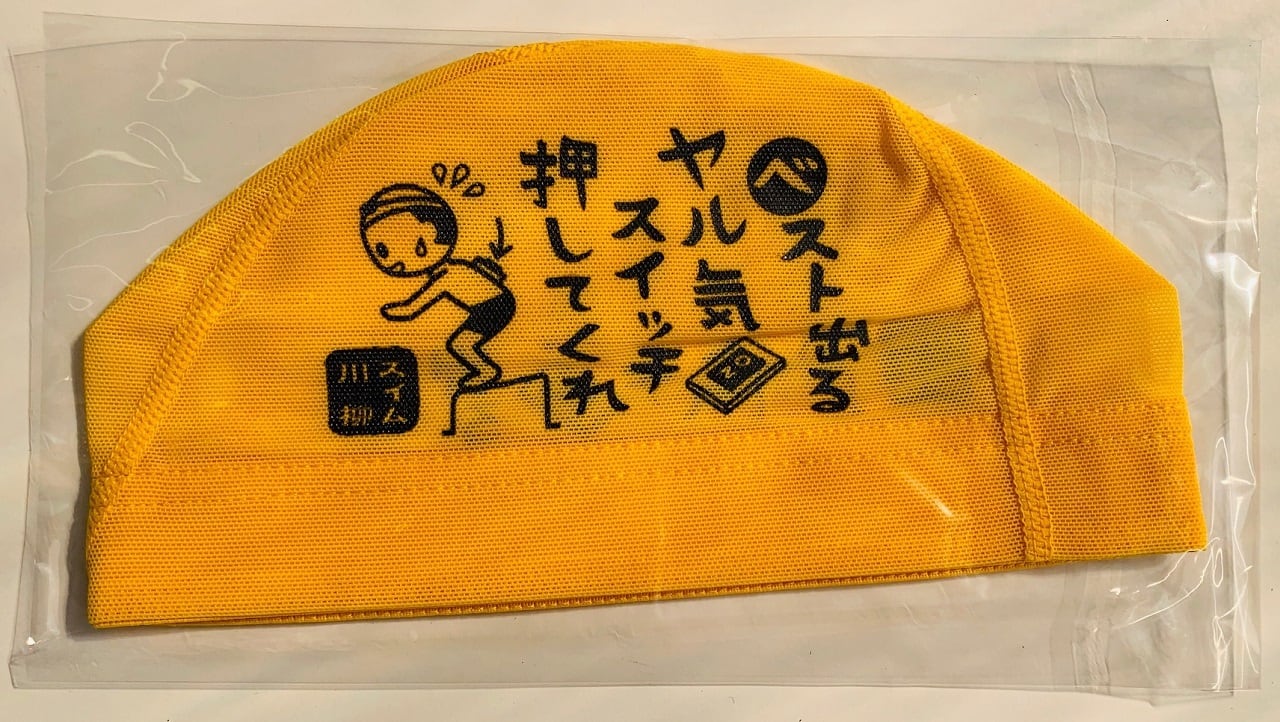 ベスト出る
ヤル気
スイッチ
押してくれ
スイム
川柳